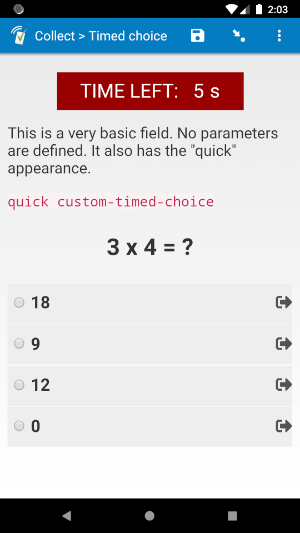 2:03
Collect > Timed choice
TIME LEFT: 5 s
This is a very basic field. No parameters
are defined. It also has the "quick"
appearance.
quick custom-timed-choice
3 x 4 = ?
18
9
12
0